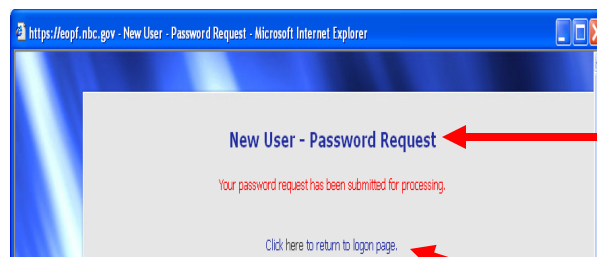 https://eopf.nbc.gov - New User - Password Request - Microsoft Internet Explorer
New User - Password Request
Your password request has been submitted for processing.
Click here to return to logon page.